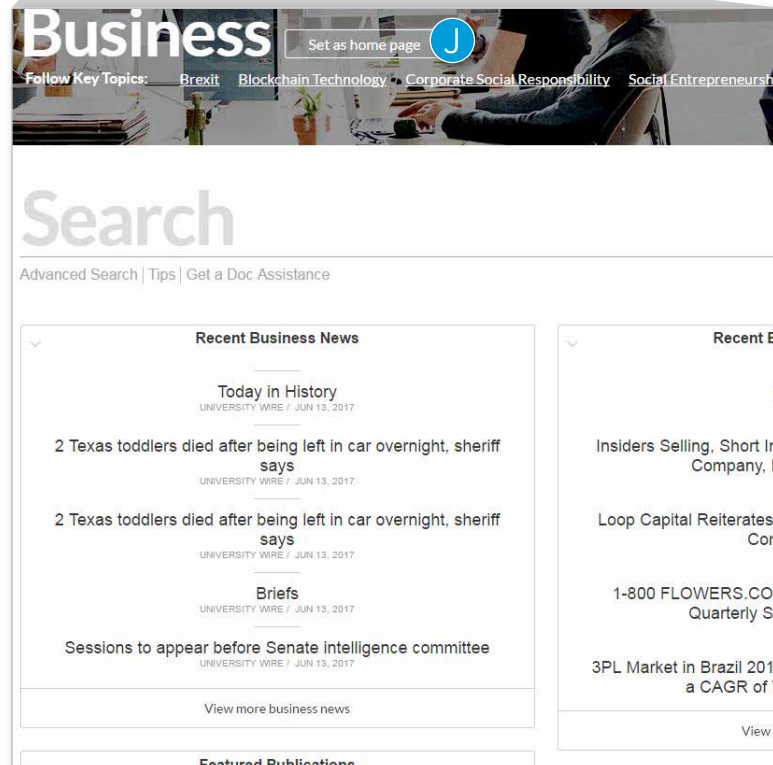 Business
Set as home page
J
Follow Key Topics: Brexit Blockchain Technology Corporate Social Responsibility Social
Search
Advanced Search | Tips | Get a Doc Assistance
Recent Business News
Today in History
UNIVERSITY WIRE / JUN 13, 2017
2 Texas toddlers died after being left in car overnight, sheriff
says
UNIVERSITY WIRE / JUN 13, 2017
2 Texas toddlers died after being left in car overnight, sheriff
says
UNIVERSITY WIRE / JUN 13, 2017
Briefs
UNIVERSITY WIRE / JUN 13, 2017
Sessions to appear before Senate intelligence committee
UNIVERSITY WIRE / JUN 13, 2017
View more business news
Featured Publications
Recent
Insiders Selling, Short
Company,
Loop Capital Reiterates
1-800 FLOWERS.CO
Quarterly
3PL Market in Brazil 201
a CAGR of
View